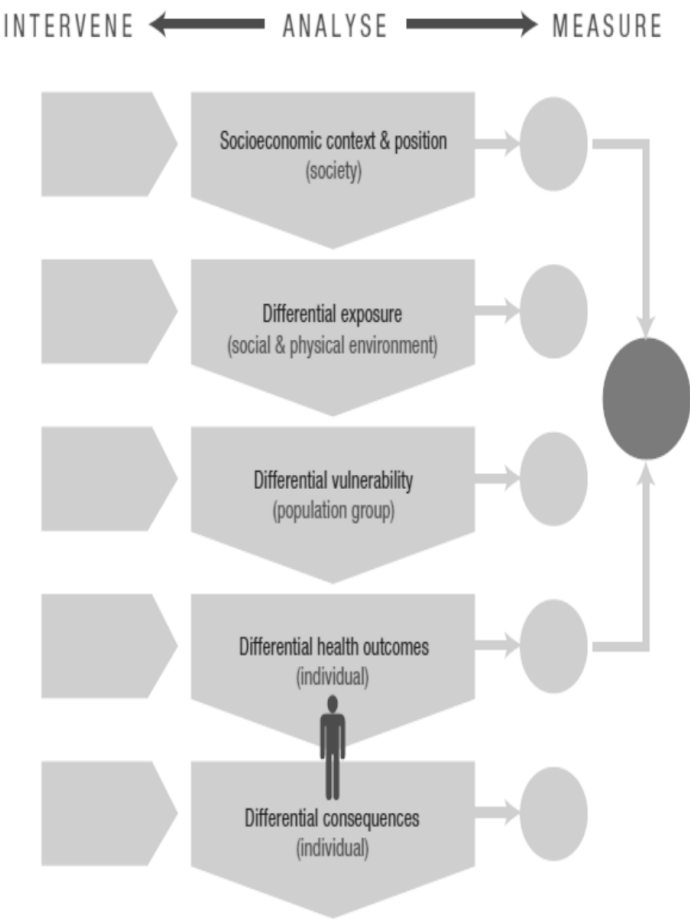 INTERVENE ANALYSE MEASURE
Socioeconomic context & position
(society)
Differential exposure
(social & physical environment)
Differential vulnerability
(population group)
Differential health outcomes
(individual)
Differential consequences
(individual)